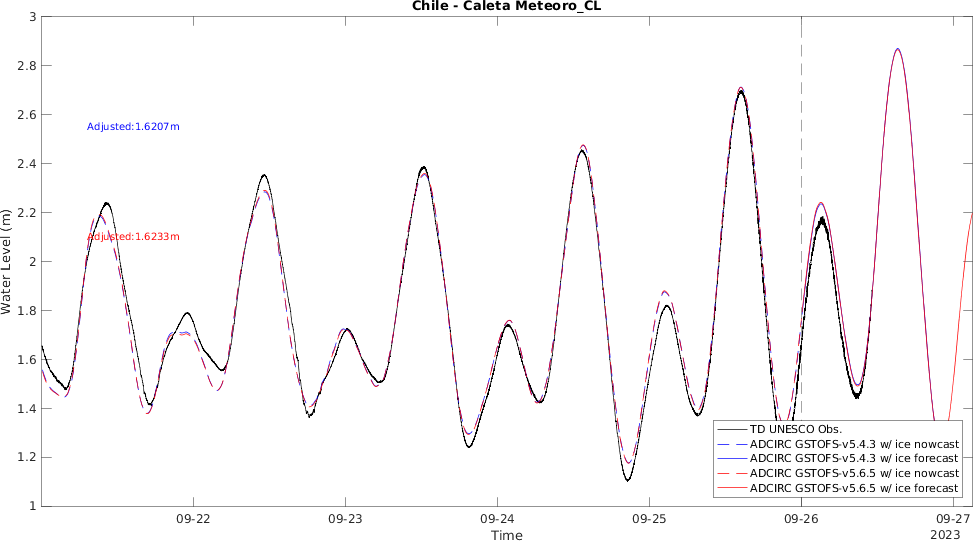 Chile - Caleta Meteoro_CL
3
2.8
2.6
2.4
2.2
2
1.8
1.6
1.4
1.2
1
Water Level (m)
Adjusted:1.6207m
Adjusted:1.6233m
TD UNESCO Obs.
ADCIRC GSTOFS-v5.4.3 w/ ice nowcast
ADCIRC GSTOFS-v5.4.3 w/ ice forecast
ADCIRC GSTOFS-v5.6.5 w/ ice nowcast
ADCIRC GSTOFS-v5.6.5 w/ ice forecast
09-22 09-23 09-24 09-25 09-26 09-27
Time
2023